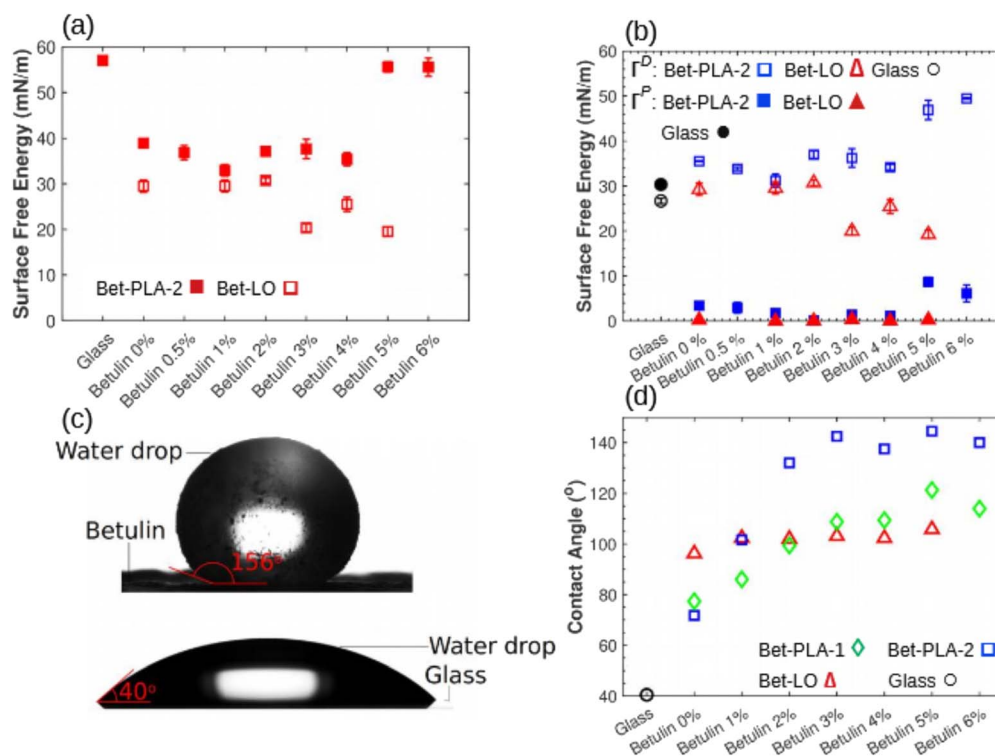 (a)
Surface Free Energy (mN/m)
60
50
40
30
20
10
0
Bet-PLA-2 Bet-LO
Glass
Betulin 0%
Betulin 0.5%
Betulin 1%
Betulin 2%
Betulin 3%
Betulin 4%
Betulin 5%
Betulin 6%
(b)
Surface Free Energy (mN/m)
60
50
40
30
20
10
0
Γᴰ: Bet-PLA-2 Bet-LO Glass
Γᴾ: Bet-PLA-2 Bet-LO
Glass
Glass
Betulin 0 %
Betulin 0.5 %
Betulin 1 %
Betulin 2%
Betulin 3%
Betulin 4%
Betulin 5%
Betulin 6 %
(c)
Water drop
Betulin
156°
Water drop
Glass
40°
(d)
Contact Angle (°)
140
120
100
80
60
40
Bet-PLA-1 Bet-PLA-2
Bet-LO Glass
Glass
Betulin 0%
Betulin 1%
Betulin 2%
Betulin 3%
Betulin 4%
Betulin 5%
Betulin 6%